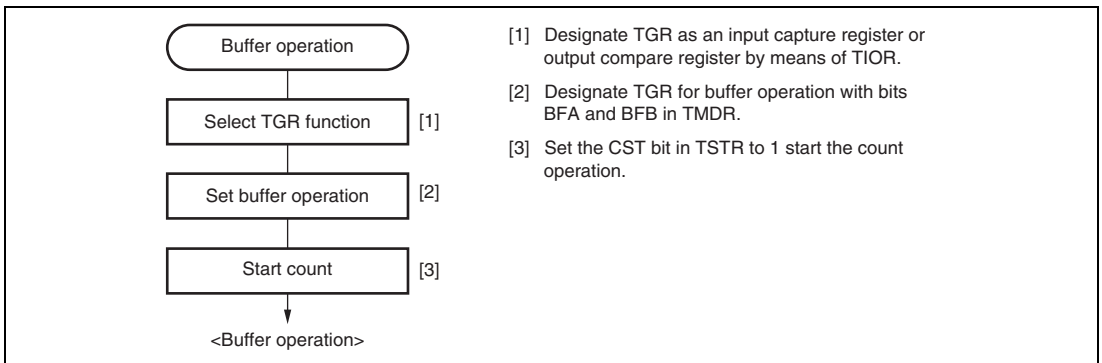 Buffer operation
Select TGR function
[1]
Set buffer operation
[2]
Start count
[3]
<Buffer operation>
[1] Designate TGR as an input capture register or
output compare register by means of TIOR.
[2] Designate TGR for buffer operation with bits
BFA and BFB in TMDR.
[3] Set the CST bit in TSTR to 1 start the count
operation.